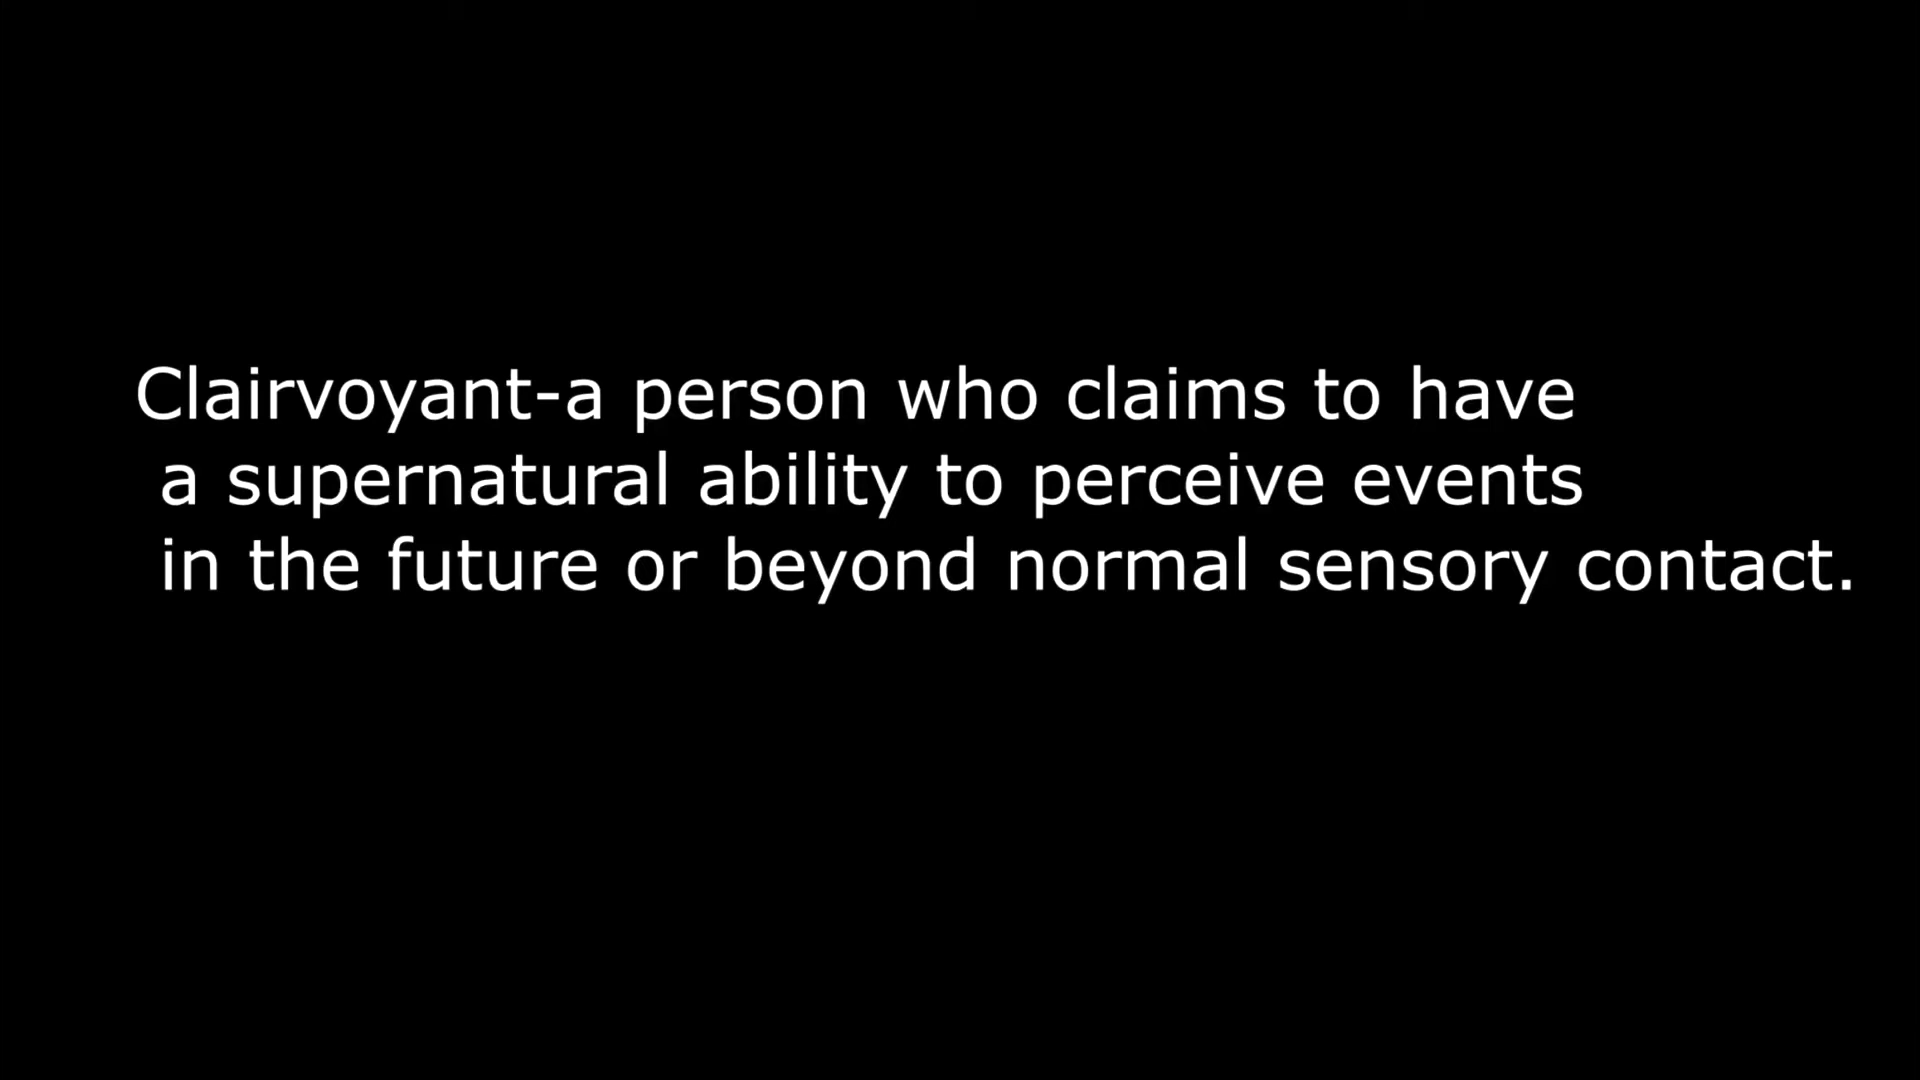 Clairvoyant-a person who claims to have
a supernatural ability to perceive events
in the future or beyond normal sensory contact.